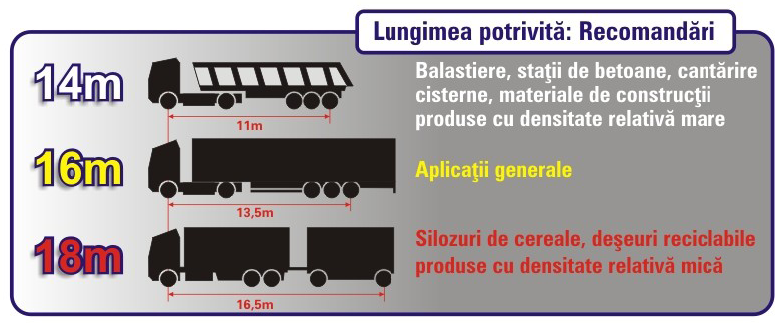 Lungimea potrivită: Recomandări
14m
11m
Balastiere, staţii de betoane, cantărire
cisterne, materiale de construcţii
produse cu densitate relativă mare
16m
13,5m
Aplicaţii generale
18m
16,5m
Silozuri de cereale, deşeuri reciclabile
produse cu densitate relativă mică